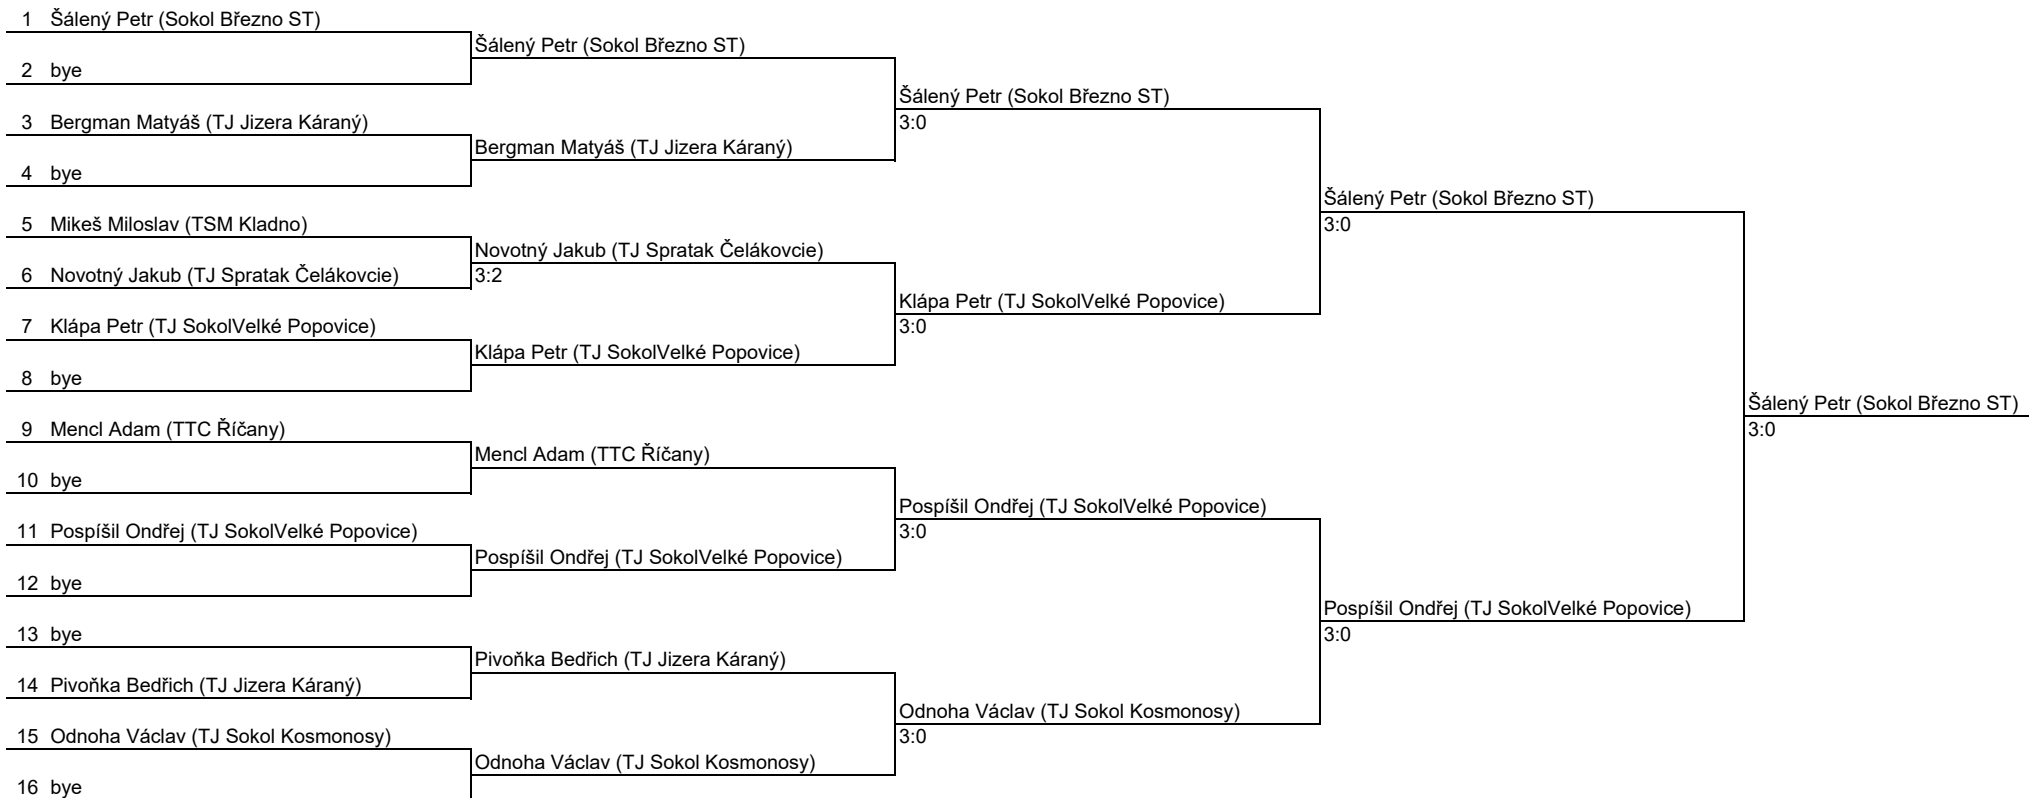 1 Šálený Petr (Sokol Březno ST)
Šálený Petr (Sokol Březno ST)
2 bye
Šálený Petr (Sokol Březno ST)
3 Bergman Matyáš (TJ Jizera Káraný)
3:0
Bergman Matyáš (TJ Jizera Káraný)
4 bye
Šálený Petr (Sokol Březno ST)
5 Mikeš Miloslav (TSM Kladno)
3:0
Novotný Jakub (TJ Spratak Čelákovcie)
6 Novotný Jakub (TJ Spratak Čelákovcie)
3:2
Klápa Petr (TJ SokolVelké Popovice)
7 Klápa Petr (TJ SokolVelké Popovice)
3:0
Klápa Petr (TJ SokolVelké Popovice)
8 bye
Šálený Petr (Sokol Březno ST)
9 Mencl Adam (TTC Říčany)
3:0
Mencl Adam (TTC Říčany)
10 bye
Pospíšil Ondřej (TJ SokolVelké Popovice)
11 Pospíšil Ondřej (TJ SokolVelké Popovice)
3:0
Pospíšil Ondřej (TJ SokolVelké Popovice)
12 bye
Pospíšil Ondřej (TJ SokolVelké Popovice)
13 bye
3:0
Pivoňka Bedřich (TJ Jizera Káraný)
14 Pivoňka Bedřich (TJ Jizera Káraný)
Odnoha Václav (TJ Sokol Kosmonosy)
15 Odnoha Václav (TJ Sokol Kosmonosy)
3:0
Odnoha Václav (TJ Sokol Kosmonosy)
16 bye